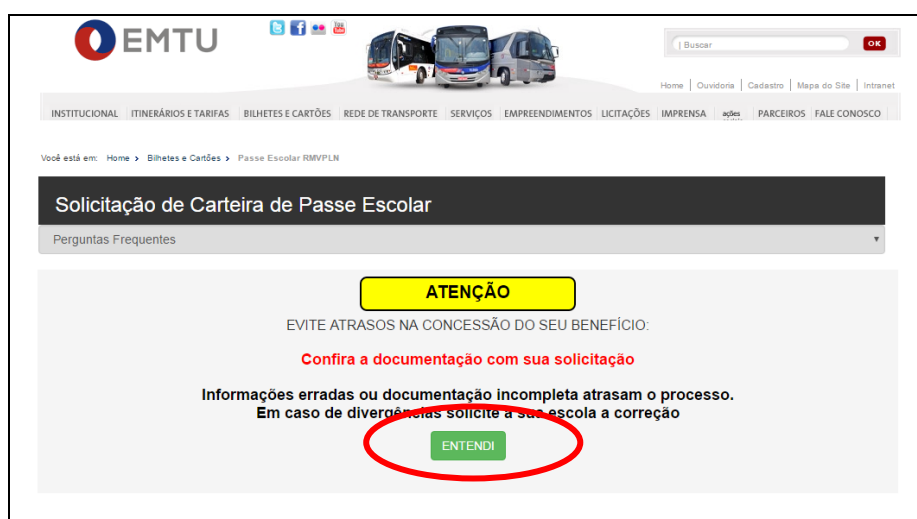 EMTU
| Buscar
OK
Home | Ouvidoria | Cadastro | Mapa do Site | Intranet
INSTITUCIONAL ITINERÁRIOS E TARIFAS BILHETES E CARTÕES REDE DE TRANSPORTE SERVIÇOS EMPREENDIMENTOS LICITAÇÕES IMPRENSA ações PARCEIROS FALE CONOSCO
Você está em: Home > Bilhetes e Cartões > Passe Escolar RMVPLN
Solicitação de Carteira de Passe Escolar
Perguntas Frequentes
ATENÇÃO
EVITE ATRASOS NA CONCESSÃO DO SEU BENEFÍCIO:
Confira a documentação com sua solicitação
Informações erradas ou documentação incompleta atrasam o processo.
Em caso de divergências solicite a sua escola a correção
ENTENDI